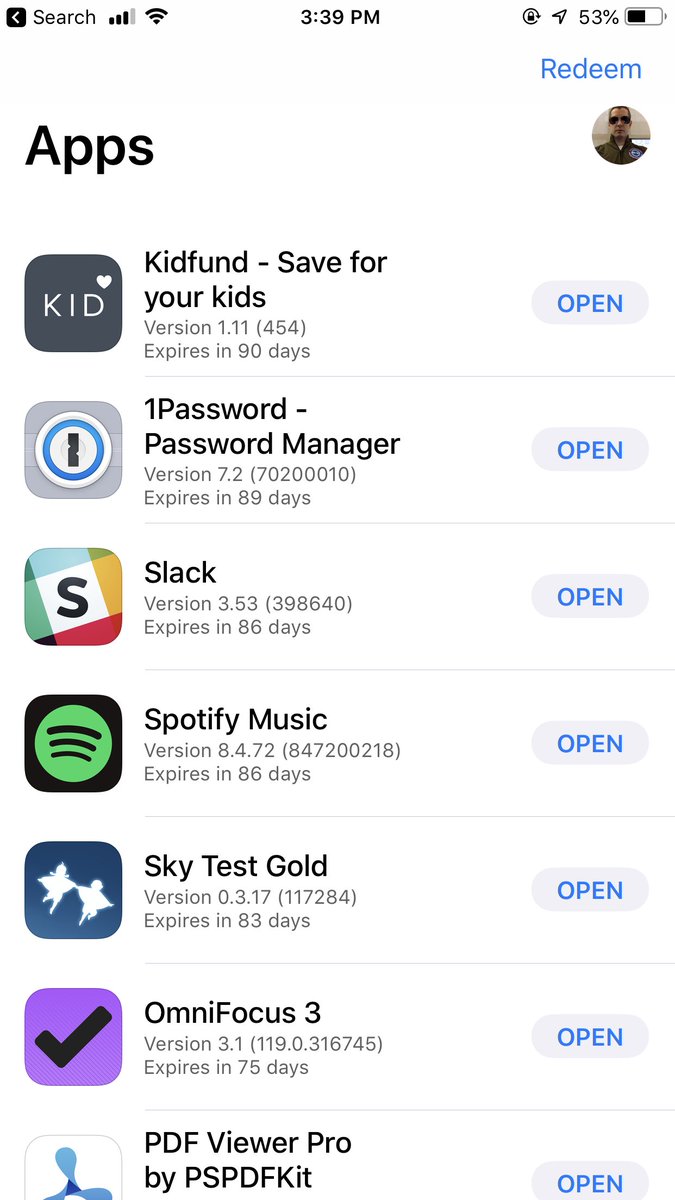 Search
3:39 PM
53%
Redeem
Apps
KID
Kidfund - Save for
your kids
Version 1.11 (454)
Expires in 90 days
OPEN
1Password -
Password Manager
Version 7.2 (70200010)
Expires in 89 days
OPEN
S
Slack
Version 3.53 (398640)
Expires in 86 days
OPEN
Spotify Music
Version 8.4.72 (847200218)
Expires in 86 days
OPEN
Sky Test Gold
Version 0.3.17 (117284)
Expires in 83 days
OPEN
OmniFocus 3
Version 3.1 (119.0.316745)
Expires in 75 days
OPEN
PDF Viewer Pro
by PSPDFKit
OPEN